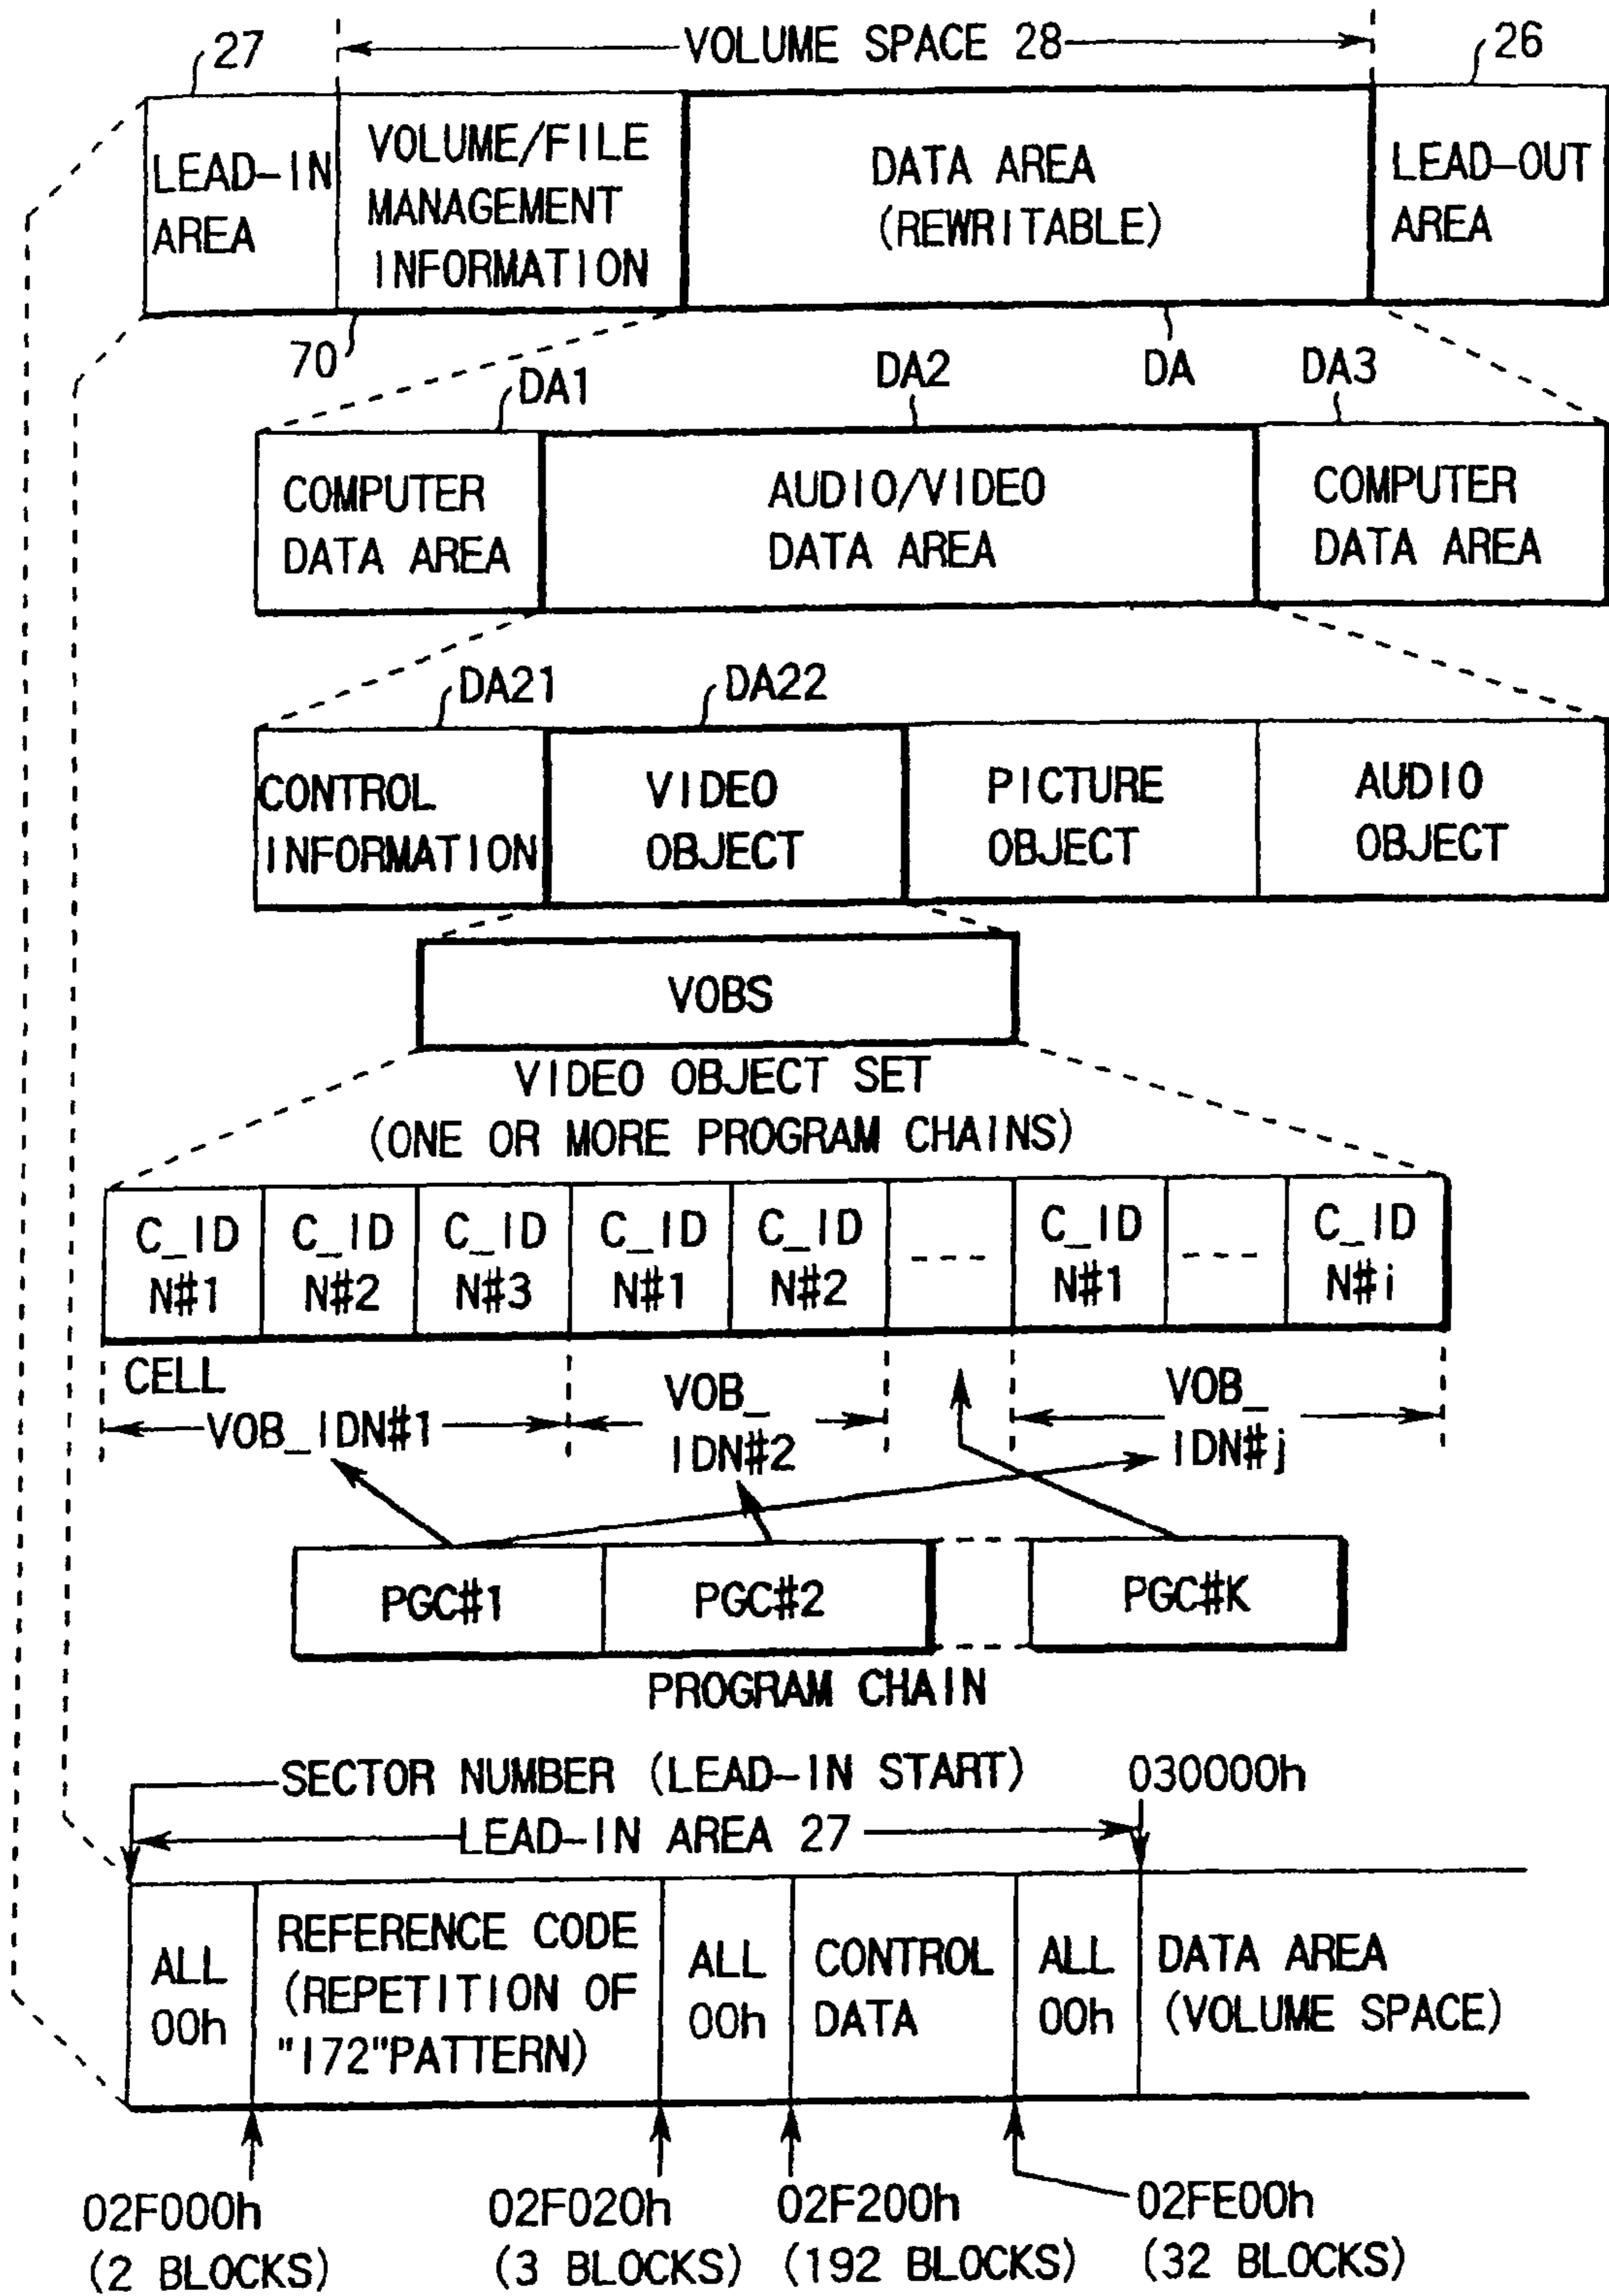 27
VOLUME SPACE 28
26
LEAD-IN
AREA
VOLUME/FILE
MANAGEMENT
INFORMATION
DATA AREA
(REWRITABLE)
LEAD-OUT
AREA
70
DA1
DA2
DA
DA3
COMPUTER
DATA AREA
AUDIO/VIDEO
DATA AREA
COMPUTER
DATA AREA
DA21
DA22
CONTROL
INFORMATION
VIDEO
OBJECT
PICTURE
OBJECT
AUDIO
OBJECT
VOBS
VIDEO OBJECT SET
(ONE OR MORE PROGRAM CHAINS)
C_ID
N#1
C_ID
N#2
C_ID
N#3
C_ID
N#1
C_ID
N#2
----
C_ID
N#1
----
C_ID
N#i
CELL
VOB_IDN#1
VOB_
IDN#2
VOB_
IDN#j
PGC#1
PGC#2
PGC#K
PROGRAM CHAIN
SECTOR NUMBER (LEAD-IN START)
030000h
LEAD-IN AREA 27
ALL
00h
REFERENCE CODE
(REPETITION OF
"172"PATTERN)
ALL
00h
CONTROL
DATA
ALL
00h
DATA AREA
(VOLUME SPACE)
02F000h
(2 BLOCKS)
02F020h
(3 BLOCKS)
02F200h
(192 BLOCKS)
02FE00h
(32 BLOCKS)